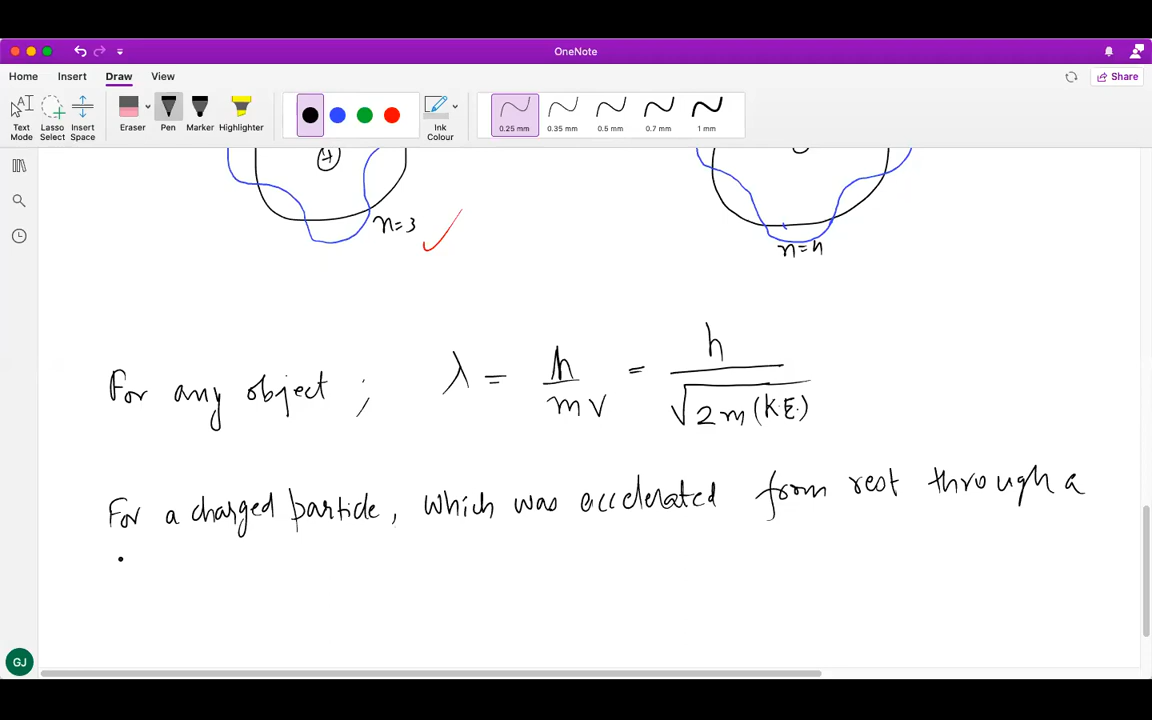 OneNote
Home Insert Draw View
Share
Text Mode
Lasso Select
Insert Space
Eraser
Pen
Marker
Highlighter
Ink Colour
0.25 mm
0.35 mm
0.5 mm
0.7 mm
1 mm
+
n=3
n=4
For any object ; λ = h / mv = h / √2m(K.E.)
For a charged particle, which was accelerated from rest through a
GJ